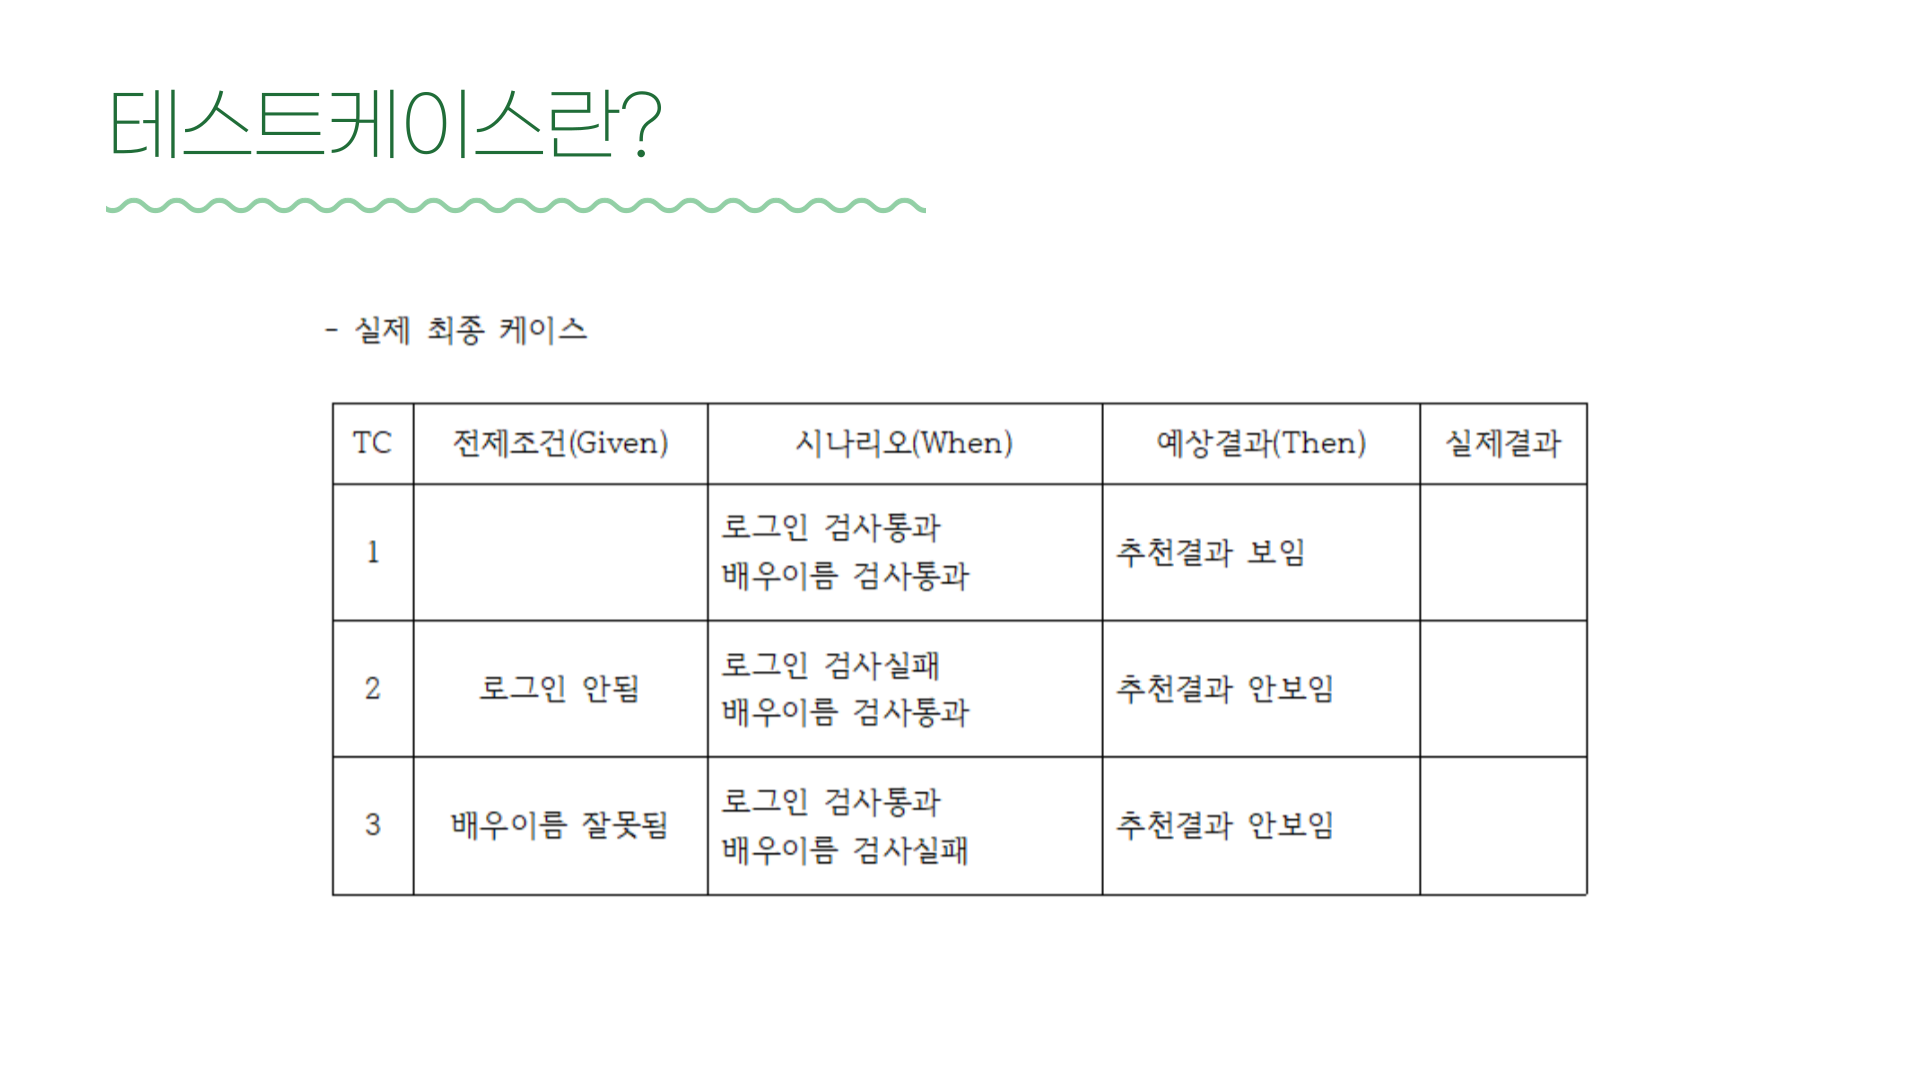 테스트케이스란?
- 실제 최종 케이스
TC 전제조건(Given) 시나리오(When) 예상결과(Then) 실제결과
1
로그인 검사통과
배우이름 검사통과
추천결과 보임
2
로그인 안됨
로그인 검사실패
배우이름 검사통과
추천결과 안보임
3
배우이름 잘못됨
로그인 검사통과
배우이름 검사실패
추천결과 안보임